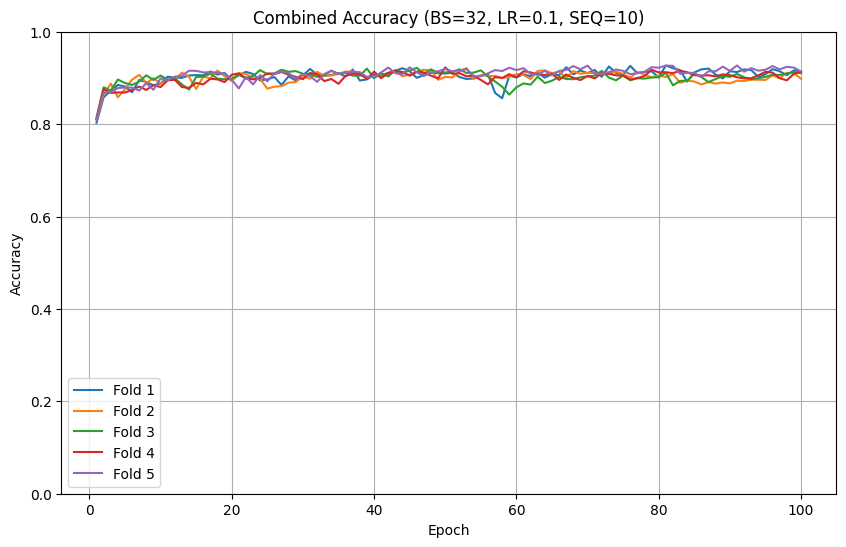 Combined Accuracy (BS=32, LR=0.1, SEQ=10)
1.0
0.8
0.6
0.4
0.2
0.0
Accuracy
Fold 1
Fold 2
Fold 3
Fold 4
Fold 5
0 20 40 60 80 100
Epoch